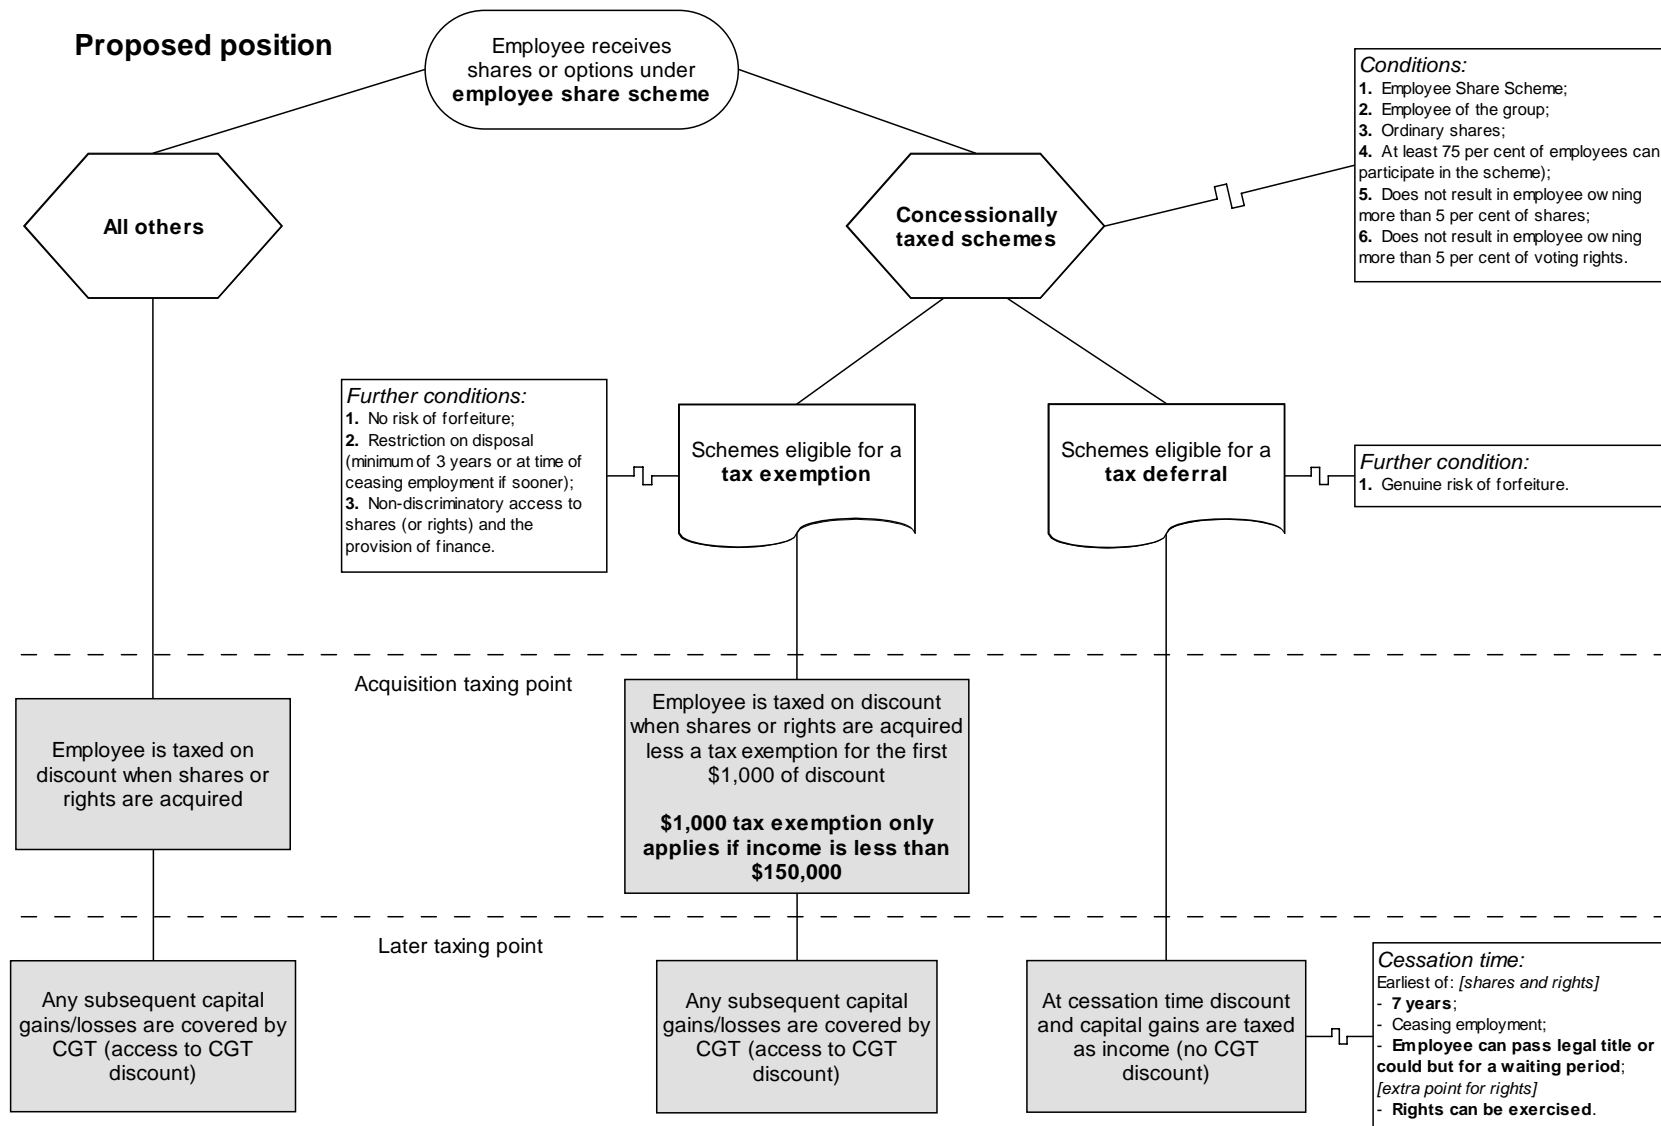 Proposed position
Employee receives
shares or options under
employee share scheme
Conditions:
1. Employee Share Scheme;
2. Employee of the group;
3. Ordinary shares;
4. At least 75 per cent of employees can
participate in the scheme);
5. Does not result in employee owning
more than 5 per cent of shares;
6. Does not result in employee owning
more than 5 per cent of voting rights.
All others
Concessionally
taxed schemes
Further conditions:
1. No risk of forfeiture;
2. Restriction on disposal
(minimum of 3 years or at time of
ceasing employment if sooner);
3. Non-discriminatory access to
shares (or rights) and the
provision of finance.
Schemes eligible for a
tax exemption
Schemes eligible for a
tax deferral
Further condition:
1. Genuine risk of forfeiture.
Acquisition taxing point
Employee is taxed on
discount when shares or
rights are acquired
Employee is taxed on discount
when shares or rights are acquired
less a tax exemption for the first
$1,000 of discount
$1,000 tax exemption only
applies if income is less than
$150,000
Later taxing point
Any subsequent capital
gains/losses are covered by
CGT (access to CGT
discount)
Any subsequent capital
gains/losses are covered by
CGT (access to CGT
discount)
At cessation time discount
and capital gains are taxed
as income (no CGT
discount)
Cessation time:
Earliest of: [shares and rights]
- 7 years;
- Ceasing employment;
- Employee can pass legal title or
could but for a waiting period;
[extra point for rights]
- Rights can be exercised.